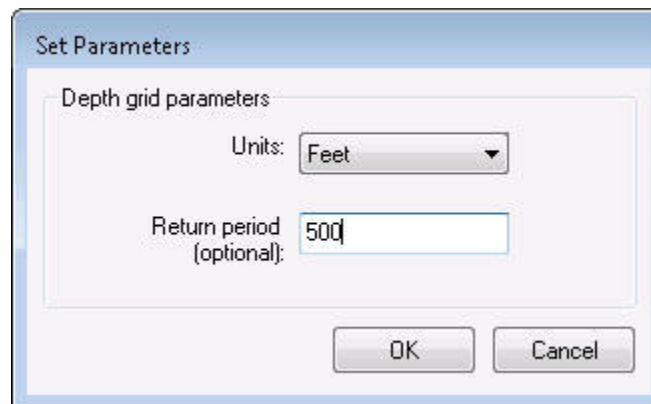 Set Parameters
Depth grid parameters
Units: Feet
Return period
(optional): 500
OK Cancel